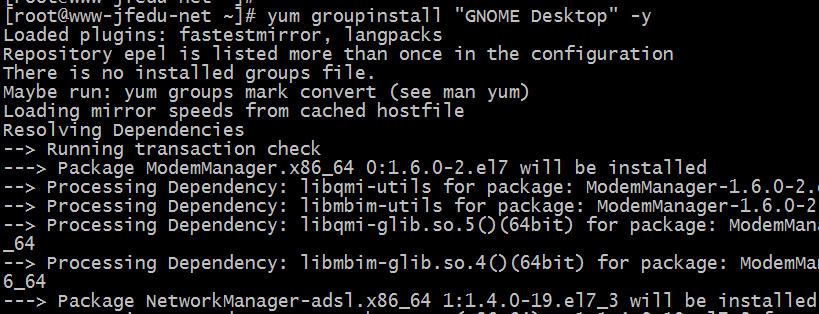 [root@www-jfedu-net ~]#
[root@www-jfedu-net ~]# yum groupinstall "GNOME Desktop" -y
Loaded plugins: fastestmirror, langpacks
Repository epel is listed more than once in the configuration
There is no installed groups file.
Maybe run: yum groups mark convert (see man yum)
Loading mirror speeds from cached hostfile
Resolving Dependencies
--> Running transaction check
---> Package ModemManager.x86_64 0:1.6.0-2.el7 will be installed
--> Processing Dependency: libqmi-utils for package: ModemManager-1.6.0-2.e
--> Processing Dependency: libmbim-utils for package: ModemManager-1.6.0-2
--> Processing Dependency: libqmi-glib.so.5()(64bit) for package: ModemMana
_64
--> Processing Dependency: libmbim-glib.so.4()(64bit) for package: ModemMa
6_64
---> Package NetworkManager-adsl.x86_64 1:1.4.0-19.el7_3 will be installed